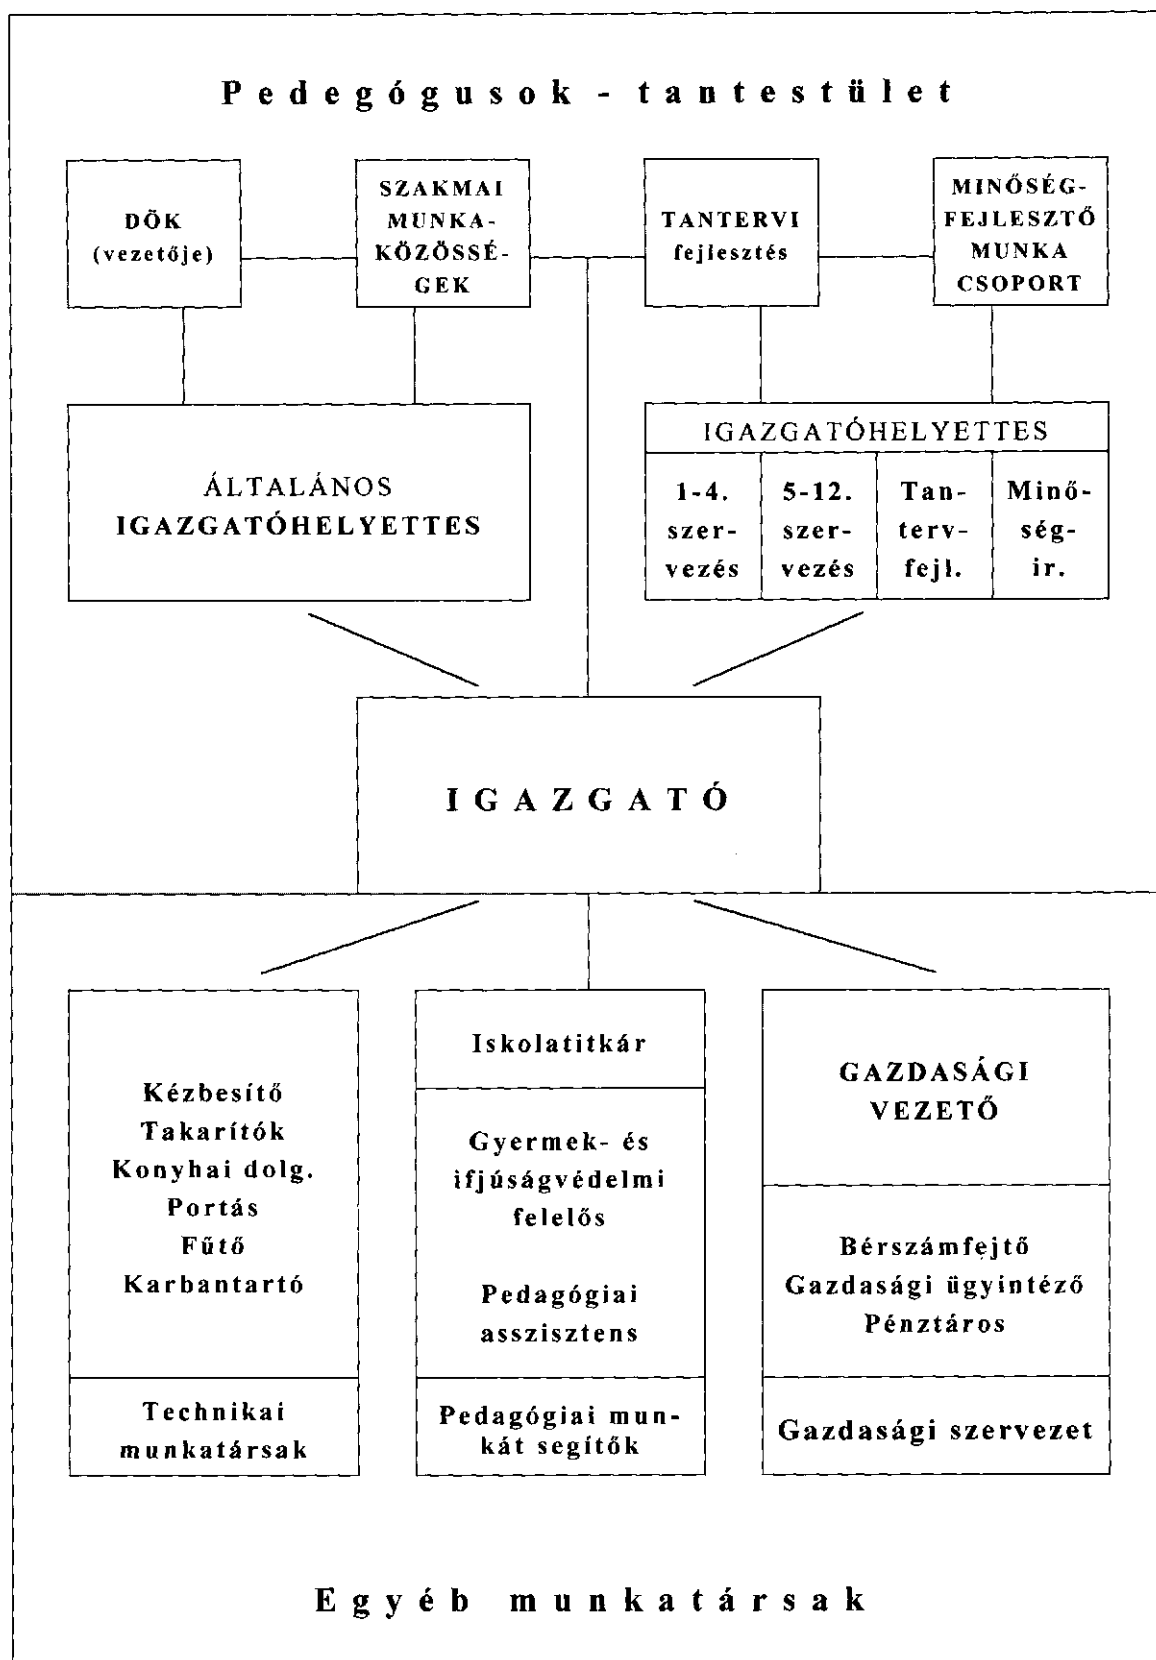 Pedegógusok - tantestület
DÖK
(vezetője)
SZAKMAI
MUNKA-
KÖZÖSSÉ-
GEK
TANTERVI
fejlesztés
MINŐSÉG-
FEJLESZTŐ
MUNKA
CSOPORT
ÁLTALÁNOS
IGAZGATÓHELYETTES
IGAZGATÓHELYETTES
1-4.
szer-
vezés
5-12.
szer-
vezés
Tan-
terv-
fejl.
Minő-
ség-
ir.
IGAZGATÓ
Kézbesítő
Takarítók
Konyhai dolg.
Portás
Fűtő
Karbantartó
Technikai
munkatársak
Iskolatitkár
Gyermek- és
ifjúságvédelmi
felelős
Pedagógiai
asszisztens
Pedagógiai mun-
kát segítők
GAZDASÁGI
VEZETŐ
Bérszámfejtő
Gazdasági ügyintéző
Pénztáros
Gazdasági szervezet
Egyéb munkatársak